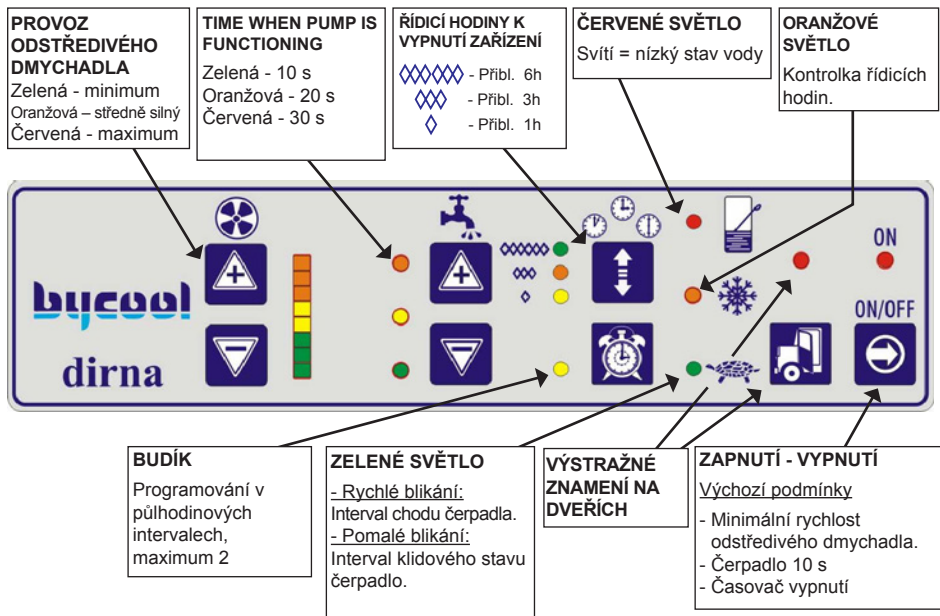 PROVOZ
ODSTŘEDIVÉHO
DMYCHADLA
Zelená - minimum
Oranžová – středně silný
Červená - maximum
TIME WHEN PUMP IS
FUNCTIONING
Zelená - 10 s
Oranžová - 20 s
Červená - 30 s
ŘÍDICÍ HODINY K
VYPNUTÍ ZAŘÍZENÍ
- Přibl. 6h
- Přibl. 3h
- Přibl. 1h
ČERVENÉ SVĚTLO
Svítí = nízký stav vody
ORANŽOVÉ
SVĚTLO
Kontrolka řídicích
hodin.
bycool
dirna
ON
ON/OFF
BUDÍK
Programování v
půlhodinových
intervalech,
maximum 2
ZELENÉ SVĚTLO
- Rychlé blikání:
Interval chodu čerpadla.
- Pomalé blikání:
Interval klidového stavu
čerpadlo.
VÝSTRAŽNÉ
ZNAMENÍ NA
DVEŘÍCH
ZAPNUTÍ - VYPNUTÍ
Výchozí podmínky
- Minimální rychlost
odstředivého dmychadla.
- Čerpadlo 10 s
- Časovač vypnutí